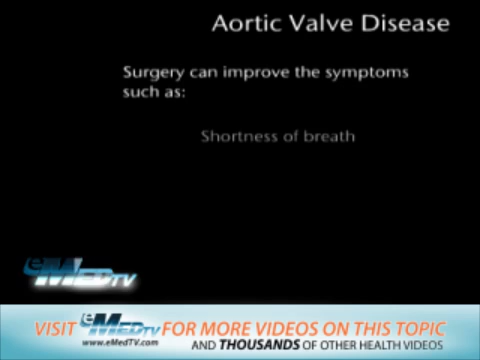 Aortic Valve Disease
Surgery can improve the symptoms
such as:
Shortness of breath
eMedTV
VISIT eMedTV FOR MORE VIDEOS ON THIS TOPIC
www.eMedTV.com AND THOUSANDS OF OTHER HEALTH VIDEOS